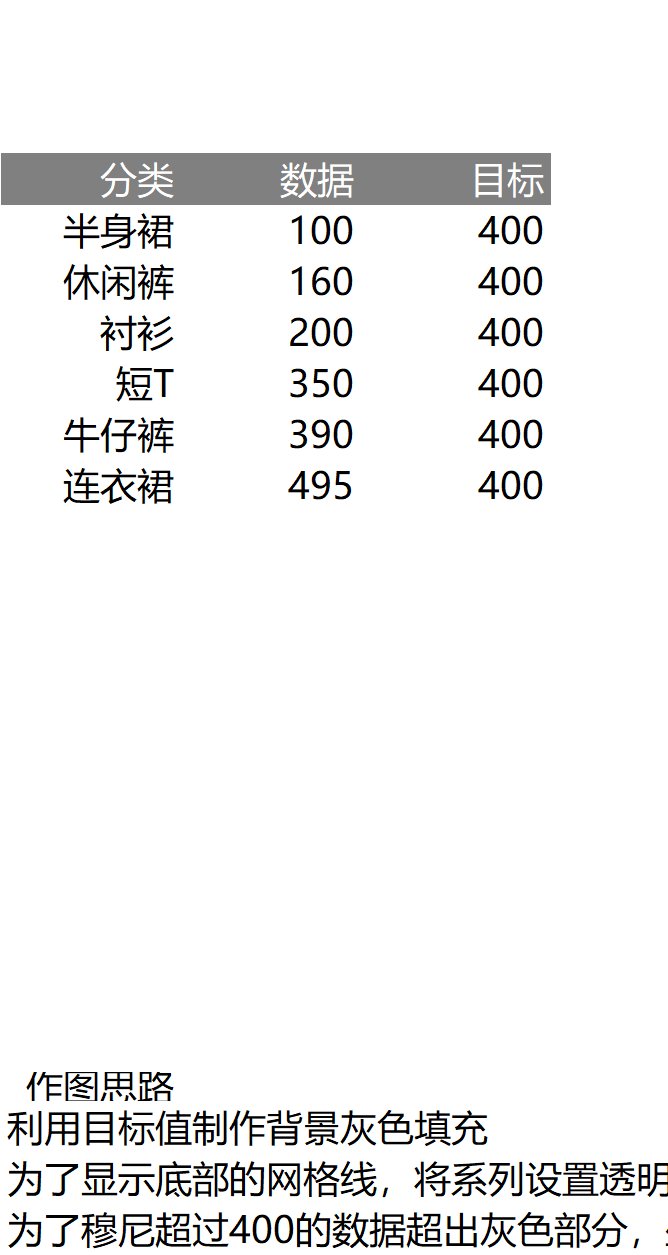 分类 数据 目标
半身裙 100 400
休闲裤 160 400
衬衫 200 400
短T 350 400
牛仔裤 390 400
连衣裙 495 400
作图思路
利用目标值制作背景灰色填充
为了显示底部的网格线，将系列设置透明
为了穆尼超过400的数据超出灰色部分，